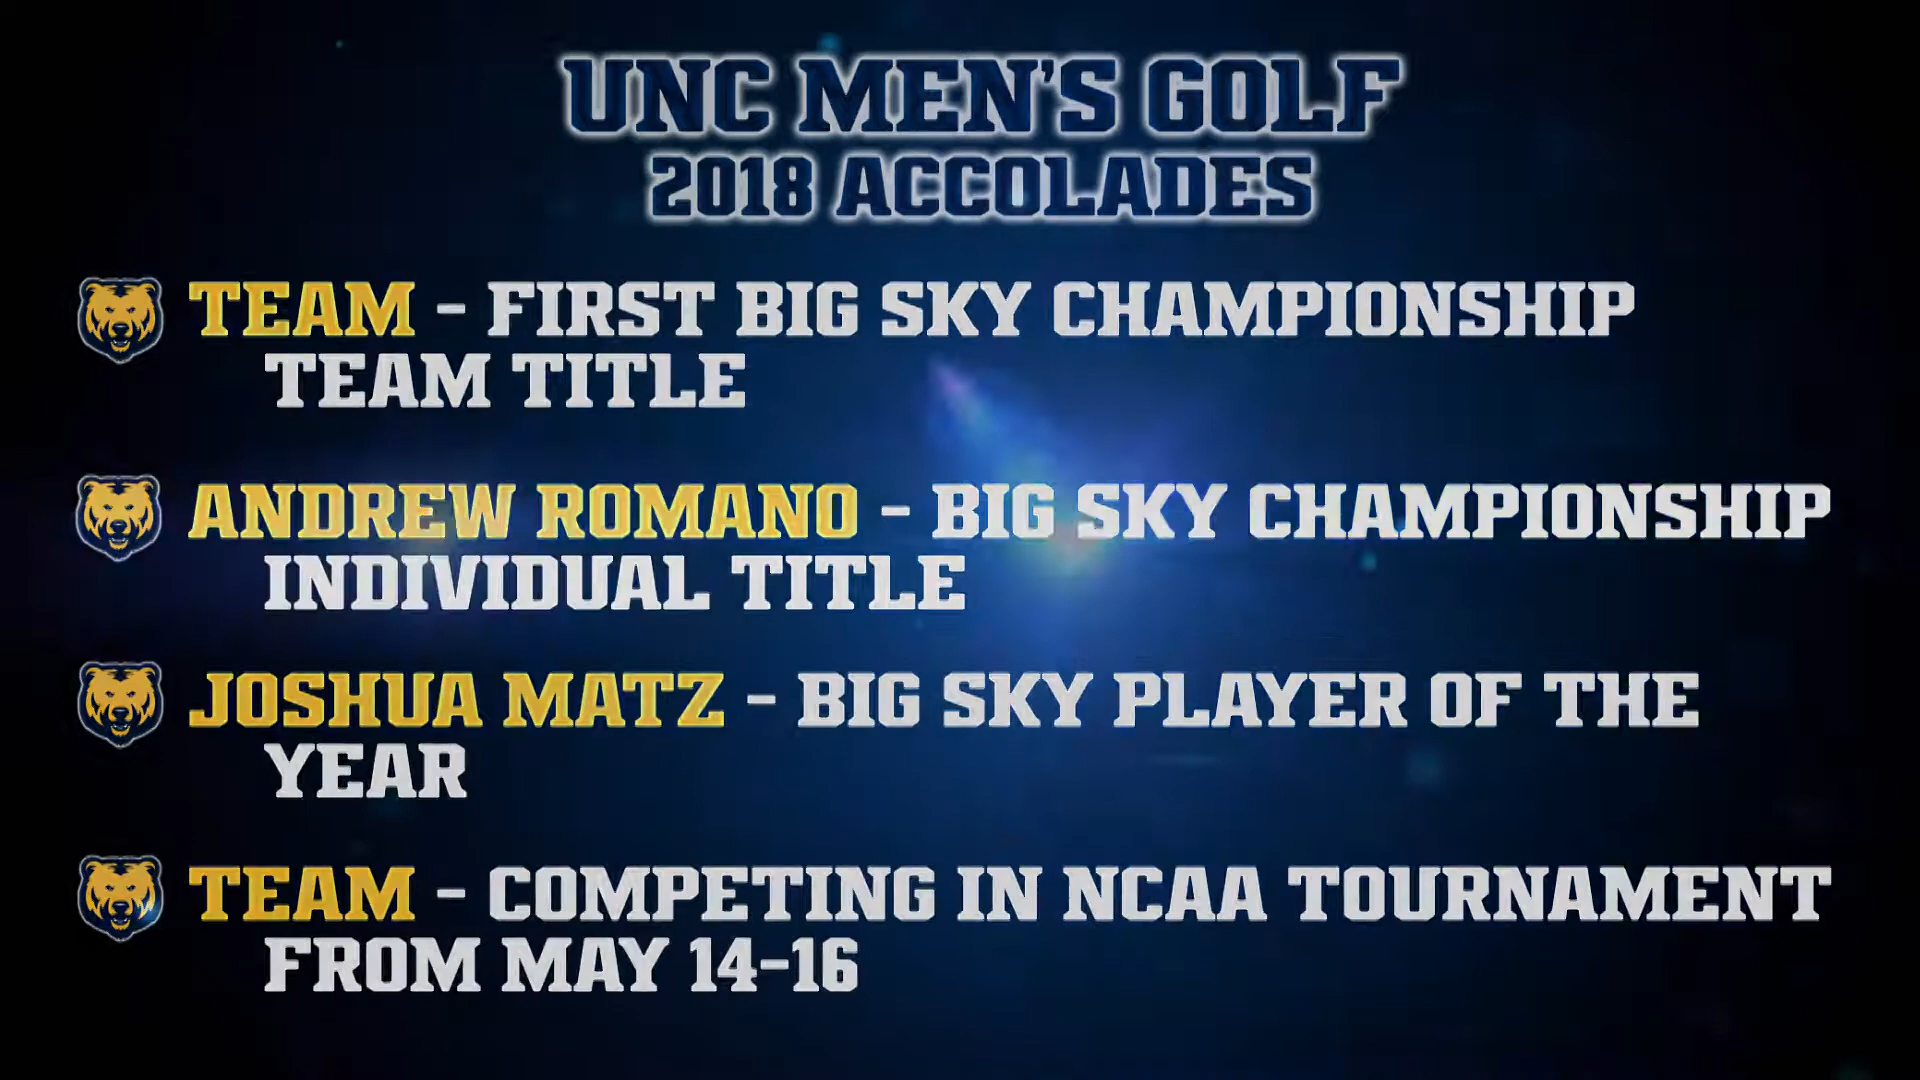 UNC MEN'S GOLF
2018 ACCOLADES
TEAM - FIRST BIG SKY CHAMPIONSHIP
TEAM TITLE
ANDREW ROMANO - BIG SKY CHAMPIONSHIP
INDIVIDUAL TITLE
JOSHUA MATZ - BIG SKY PLAYER OF THE
YEAR
TEAM - COMPETING IN NCAA TOURNAMENT
FROM MAY 14-16